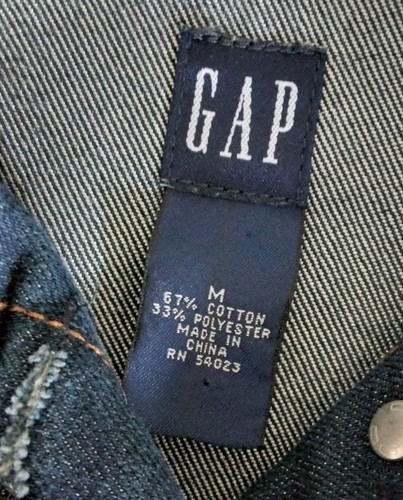 GAP
M
67% COTTON
33% POLYESTER
MADE IN
CHINA
RN 54023